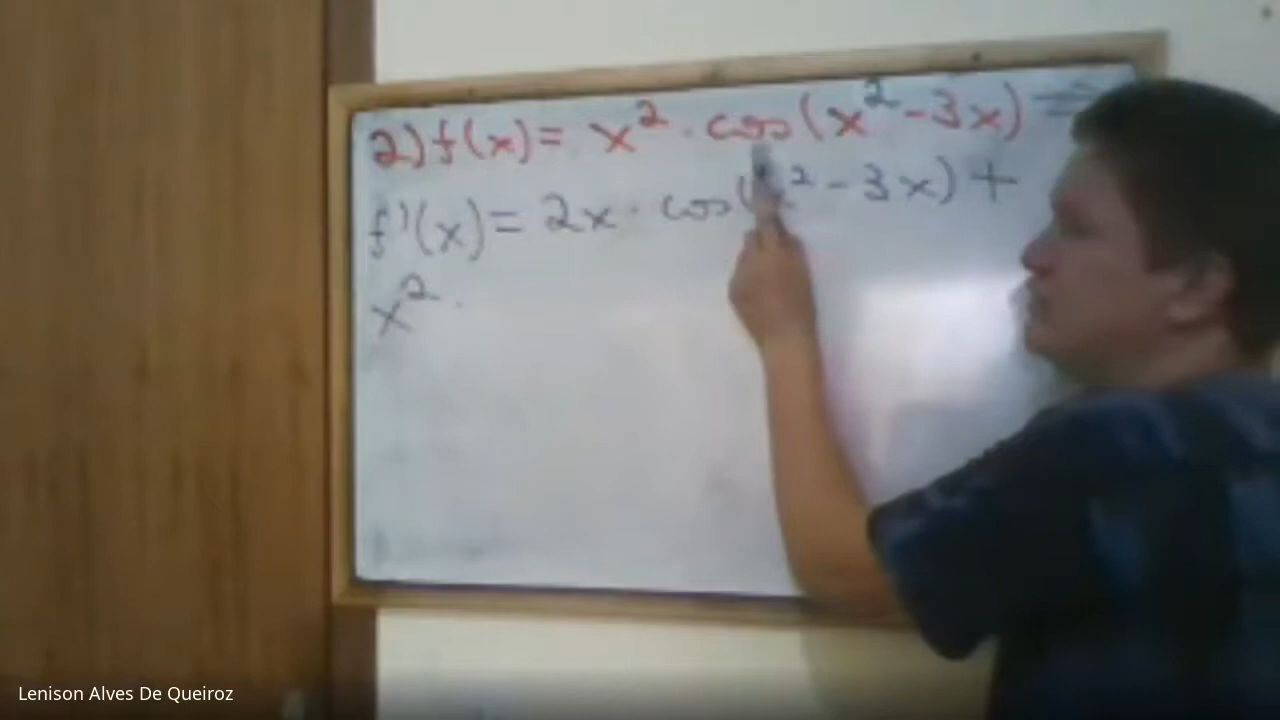 2) f(x) = x² · cos(x² - 3x) =
f'(x) = 2x · cos(x² - 3x) +
x² ·
Lenison Alves De Queiroz